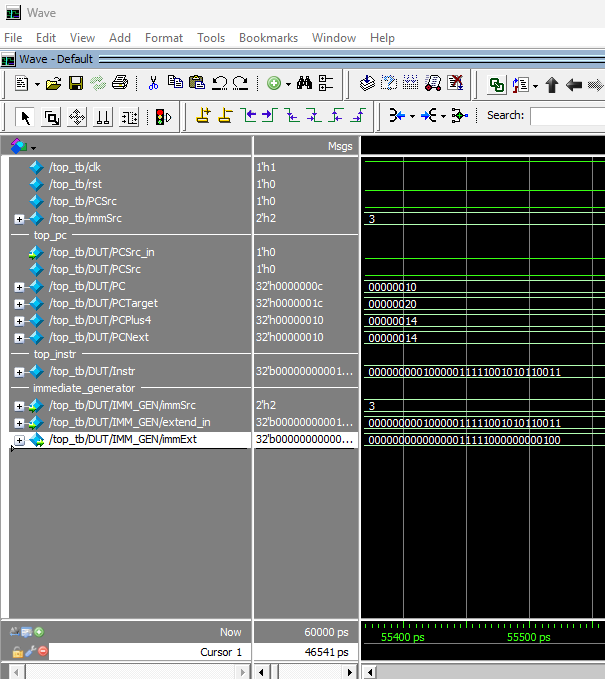 Wave
File Edit View Add Format Tools Bookmarks Window Help
Wave - Default
Search:
Msgs
/top_tb/clk 1'h1
/top_tb/rst 1'h0
/top_tb/PCSrc 1'h0
/top_tb/immSrc 2'h2 3
top_pc
/top_tb/DUT/PCSrc_in 1'h0
/top_tb/DUT/PCSrc 1'h0
/top_tb/DUT/PC 32'h0000000c 00000010
/top_tb/DUT/PCTarget 32'h0000001c 00000020
/top_tb/DUT/PCPlus4 32'h00000010 00000014
/top_tb/DUT/PCNext 32'h00000010 00000014
top_instr
/top_tb/DUT/Instr 32'b00000000001... 00000000010000011111001010110011
immediate_generator
/top_tb/DUT/IMM_GEN/immSrc 2'h2 3
/top_tb/DUT/IMM_GEN/extend_in 32'b00000000001... 00000000010000011111001010110011
/top_tb/DUT/IMM_GEN/immExt 32'b00000000000... 00000000000000011111000000000100
Now 60000 ps 55400 ps 55500 ps
Cursor 1 46541 ps